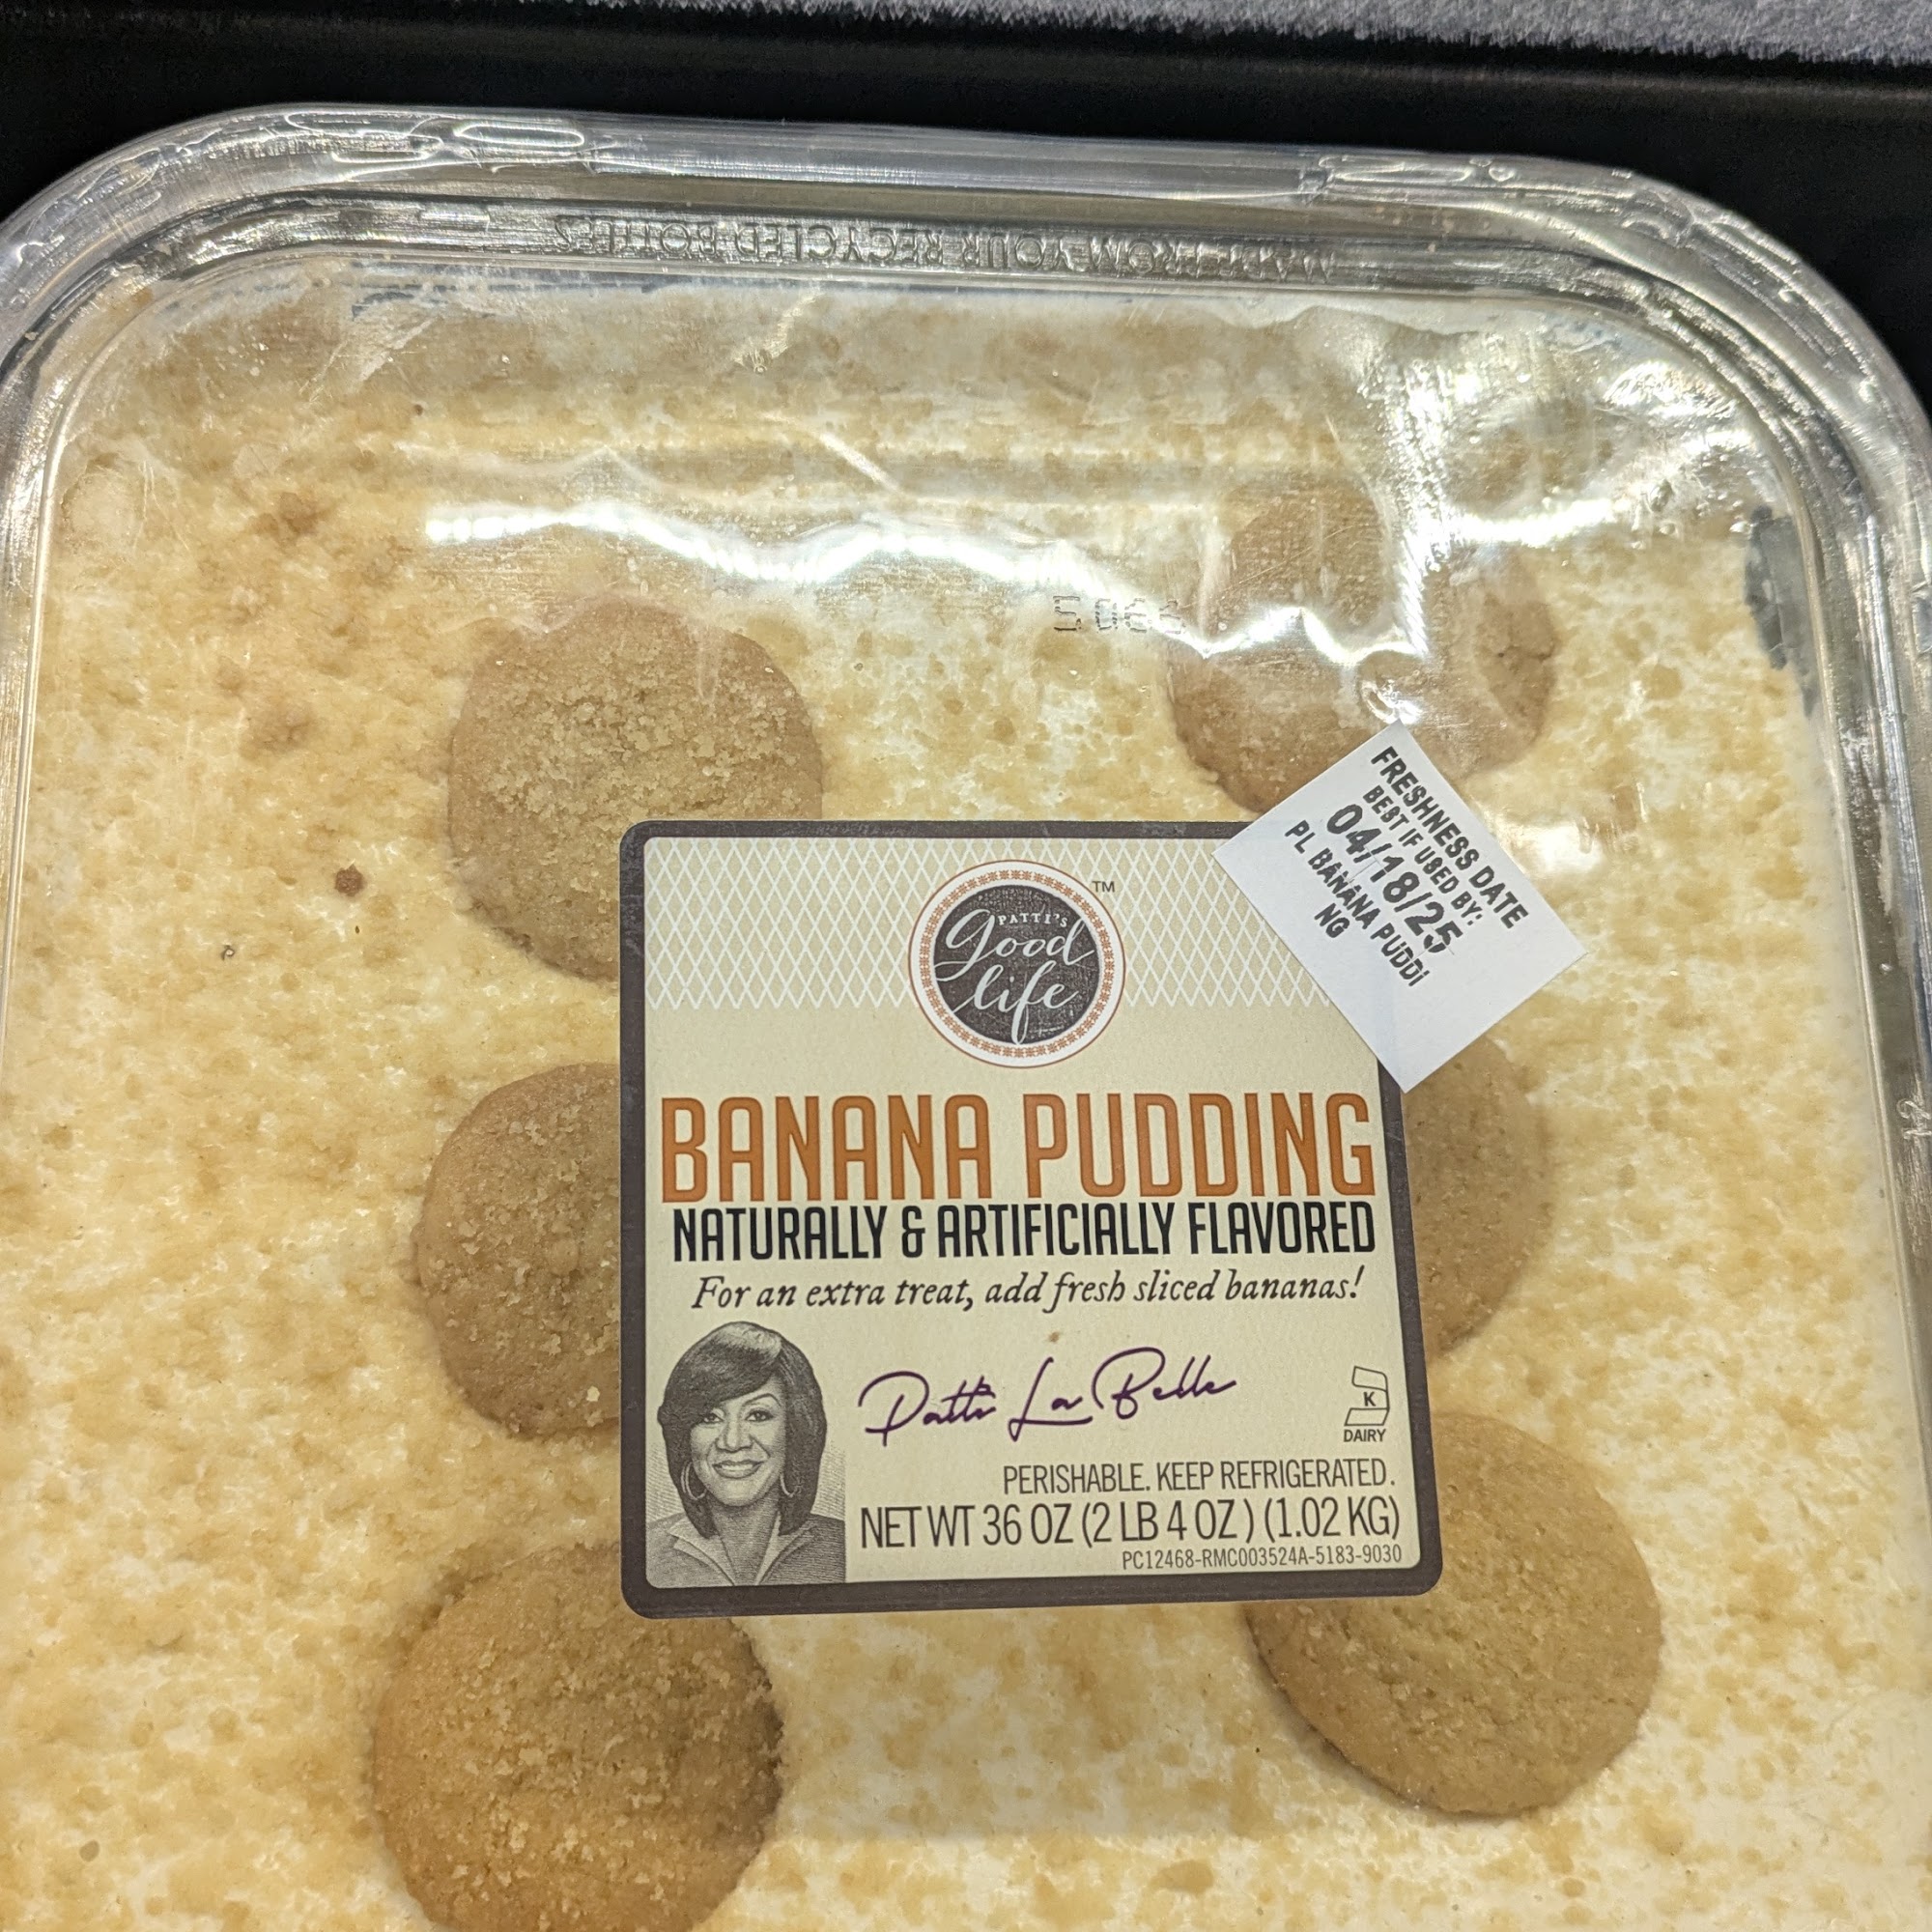 MADE FROM YOUR RECYCLED BOTTLES
FRESHNESS DATE
BEST IF USED BY:
04/18/25
PL BANANA PUDDI
NG
PATTI'S
good
life
TM
BANANA PUDDING
NATURALLY & ARTIFICIALLY FLAVORED
For an extra treat, add fresh sliced bananas!
Patti LaBelle
K
DAIRY
PERISHABLE. KEEP REFRIGERATED.
NET WT 36 OZ (2 LB 4 OZ) (1.02 KG)
PC12468-RMC003524A-5183-9030